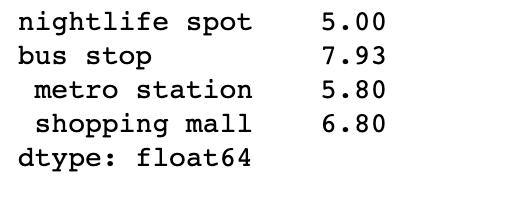 nightlife spot    5.00
bus stop          7.93
 metro station    5.80
 shopping mall    6.80
dtype: float64